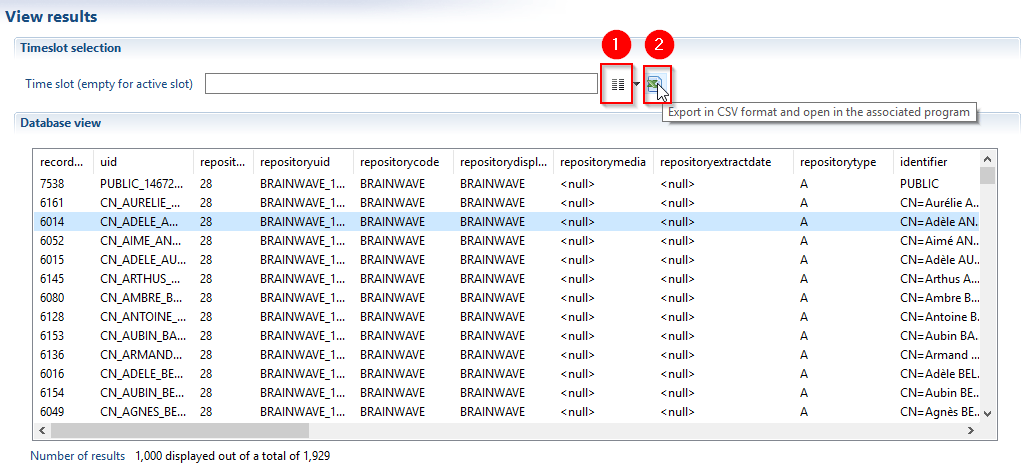 View results
Timeslot selection
1 2
Time slot (empty for active slot)
Export in CSV format and open in the associated program
Database view
record... uid reposit... repositoryuid repositorycode repositorydispl... repositorymedia repositoryextractdate repositorytype identifier
7538 PUBLIC_14672... 28 BRAINWAVE_1... BRAINWAVE BRAINWAVE <null> <null> A PUBLIC
6161 CN_AURELIE_... 28 BRAINWAVE_1... BRAINWAVE BRAINWAVE <null> <null> A CN=Aurélie A...
6014 CN_ADELE_A... 28 BRAINWAVE_1... BRAINWAVE BRAINWAVE <null> <null> A CN=Adèle AN...
6052 CN_AIME_AN... 28 BRAINWAVE_1... BRAINWAVE BRAINWAVE <null> <null> A CN=Aimé AN...
6015 CN_ADELE_AU... 28 BRAINWAVE_1... BRAINWAVE BRAINWAVE <null> <null> A CN=Adèle AU...
6145 CN_ARTHUS_... 28 BRAINWAVE_1... BRAINWAVE BRAINWAVE <null> <null> A CN=Arthus A...
6080 CN_AMBRE_B... 28 BRAINWAVE_1... BRAINWAVE BRAINWAVE <null> <null> A CN=Ambre B...
6128 CN_ANTOINE_... 28 BRAINWAVE_1... BRAINWAVE BRAINWAVE <null> <null> A CN=Antoine B...
6153 CN_AUBIN_BA... 28 BRAINWAVE_1... BRAINWAVE BRAINWAVE <null> <null> A CN=Aubin BA...
6136 CN_ARMAND... 28 BRAINWAVE_1... BRAINWAVE BRAINWAVE <null> <null> A CN=Armand ...
6016 CN_ADELE_BE... 28 BRAINWAVE_1... BRAINWAVE BRAINWAVE <null> <null> A CN=Adèle BEL...
6154 CN_AUBIN_BE... 28 BRAINWAVE_1... BRAINWAVE BRAINWAVE <null> <null> A CN=Aubin BE...
6049 CN_AGNES_BE... 28 BRAINWAVE_1... BRAINWAVE BRAINWAVE <null> <null> A CN=Agnès BE...
Number of results 1,000 displayed out of a total of 1,929